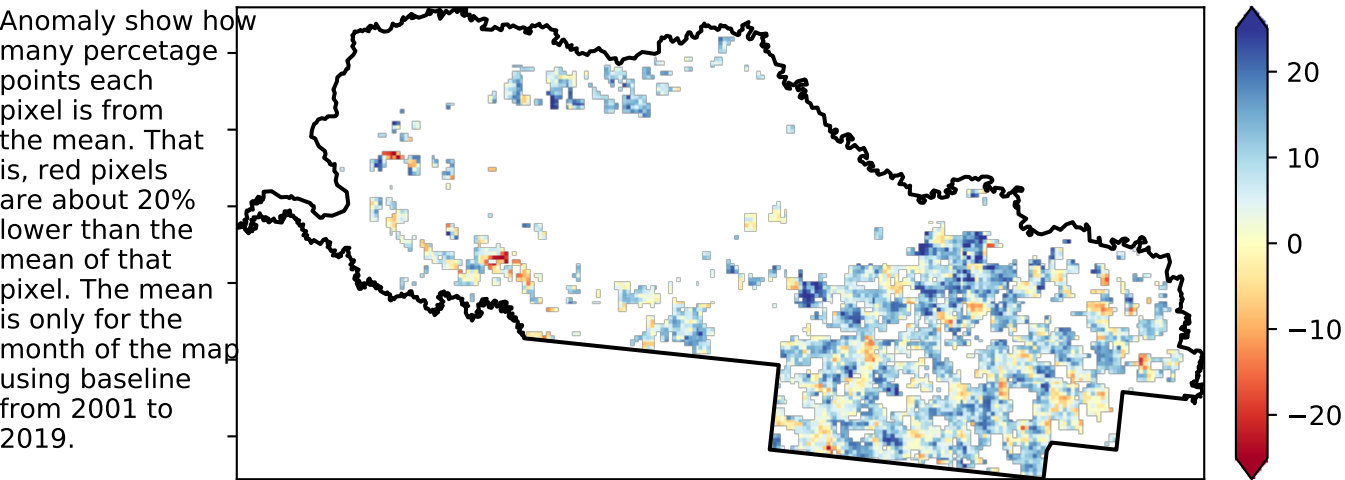 Anomaly show how
many percetage
points each
pixel is from
the mean. That
is, red pixels
are about 20%
lower than the
mean of that
pixel. The mean
is only for the
month of the map
using baseline
from 2001 to
2019.
20
10
0
−10
−20